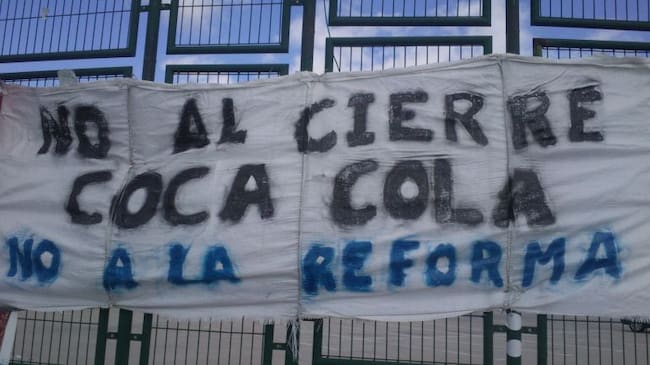 NO AL CIERRE
COCA COLA
NO A LA REFORMA